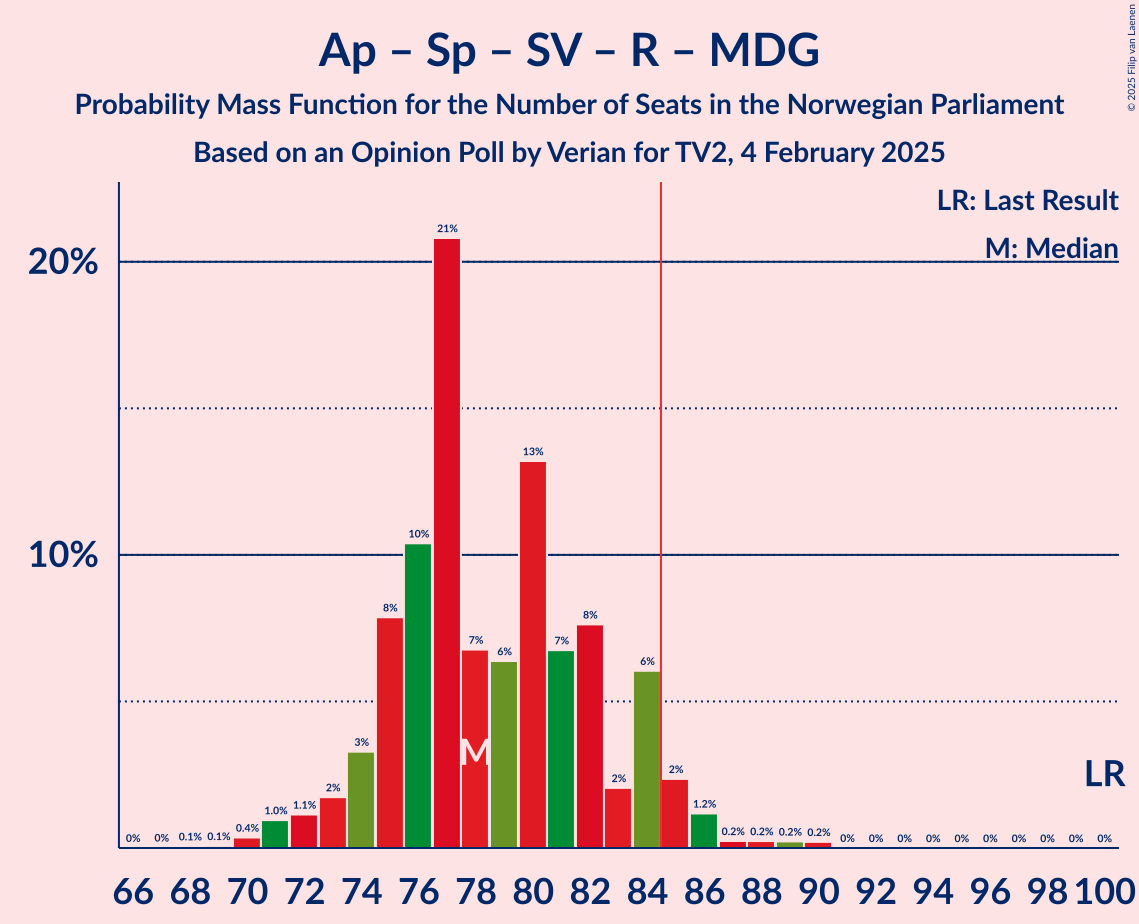 Ap – Sp – SV – R – MDG
Probability Mass Function for the Number of Seats in the Norwegian Parliament
Based on an Opinion Poll by Verian for TV2, 4 February 2025
© 2025 Filip van Laenen
LR: Last Result
M: Median
20%
10%
0% 0% 0.1% 0.1% 0.4% 1.0% 1.1% 2% 3% 8% 10% 21% 7% 6% 13% 7% 8% 2% 6% 2% 1.2% 0.2% 0.2% 0.2% 0.2% 0% 0% 0% 0% 0% 0% 0% 0% 0% 0%
M
LR
66 68 70 72 74 76 78 80 82 84 86 88 90 92 94 96 98 100